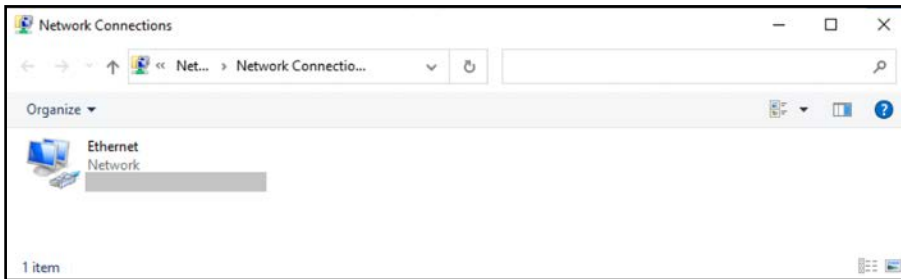 Network Connections
« Net... › Network Connectio...
Organize
Ethernet
Network
1 item